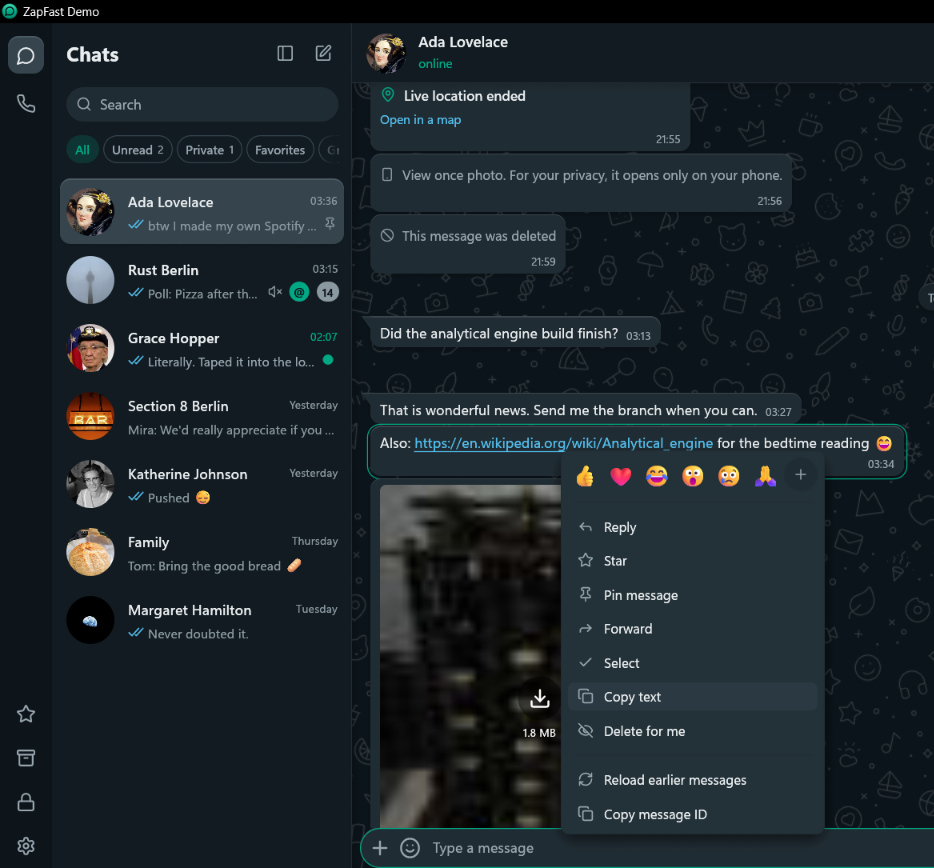 ZapFast Demo
Chats
Search
All
Unread 2
Private 1
Favorites
Ada Lovelace
03:36
btw I made my own Spotify ...
Rust Berlin
03:15
Poll: Pizza after th...
@
14
Grace Hopper
02:07
Literally. Taped it into the lo...
Section 8 Berlin
Yesterday
Mira: We'd really appreciate if you ...
BAR
Katherine Johnson
Yesterday
Pushed 😄
Family
Thursday
Tom: Bring the good bread 🥖
Margaret Hamilton
Tuesday
Never doubted it.
Ada Lovelace
online
Live location ended
Open in a map
21:55
View once photo. For your privacy, it opens only on your phone.
21:56
This message was deleted
21:59
Did the analytical engine build finish? 03:13
That is wonderful news. Send me the branch when you can. 03:27
Also: https://en.wikipedia.org/wiki/Analytical_engine for the bedtime reading 😄
03:34
👍 ❤️ 😂 😮 😢 🙏 +
Reply
Star
Pin message
Forward
Select
Copy text
Delete for me
Reload earlier messages
Copy message ID
1.8 MB
Type a message